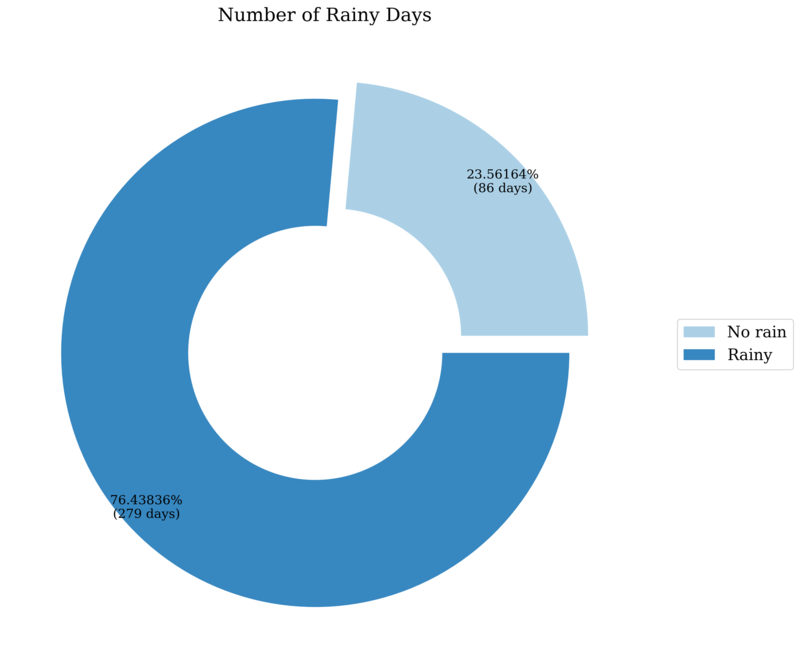 Number of Rainy Days
23.56164%
(86 days)
No rain
Rainy
76.43836%
(279 days)